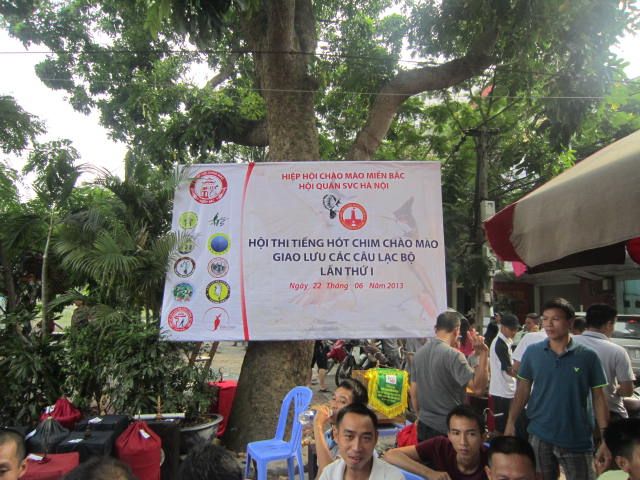 HIỆP HỘI CHÀO MÀO MIỀN BẮC
HỘI QUÁN SVC HÀ NỘI
HỘI THI TIẾNG HÓT CHIM CHÀO MÀO
GIAO LƯU CÁC CÂU LẠC BỘ
LẦN THỨ I
Ngày, 22 Tháng 06 Năm 2013